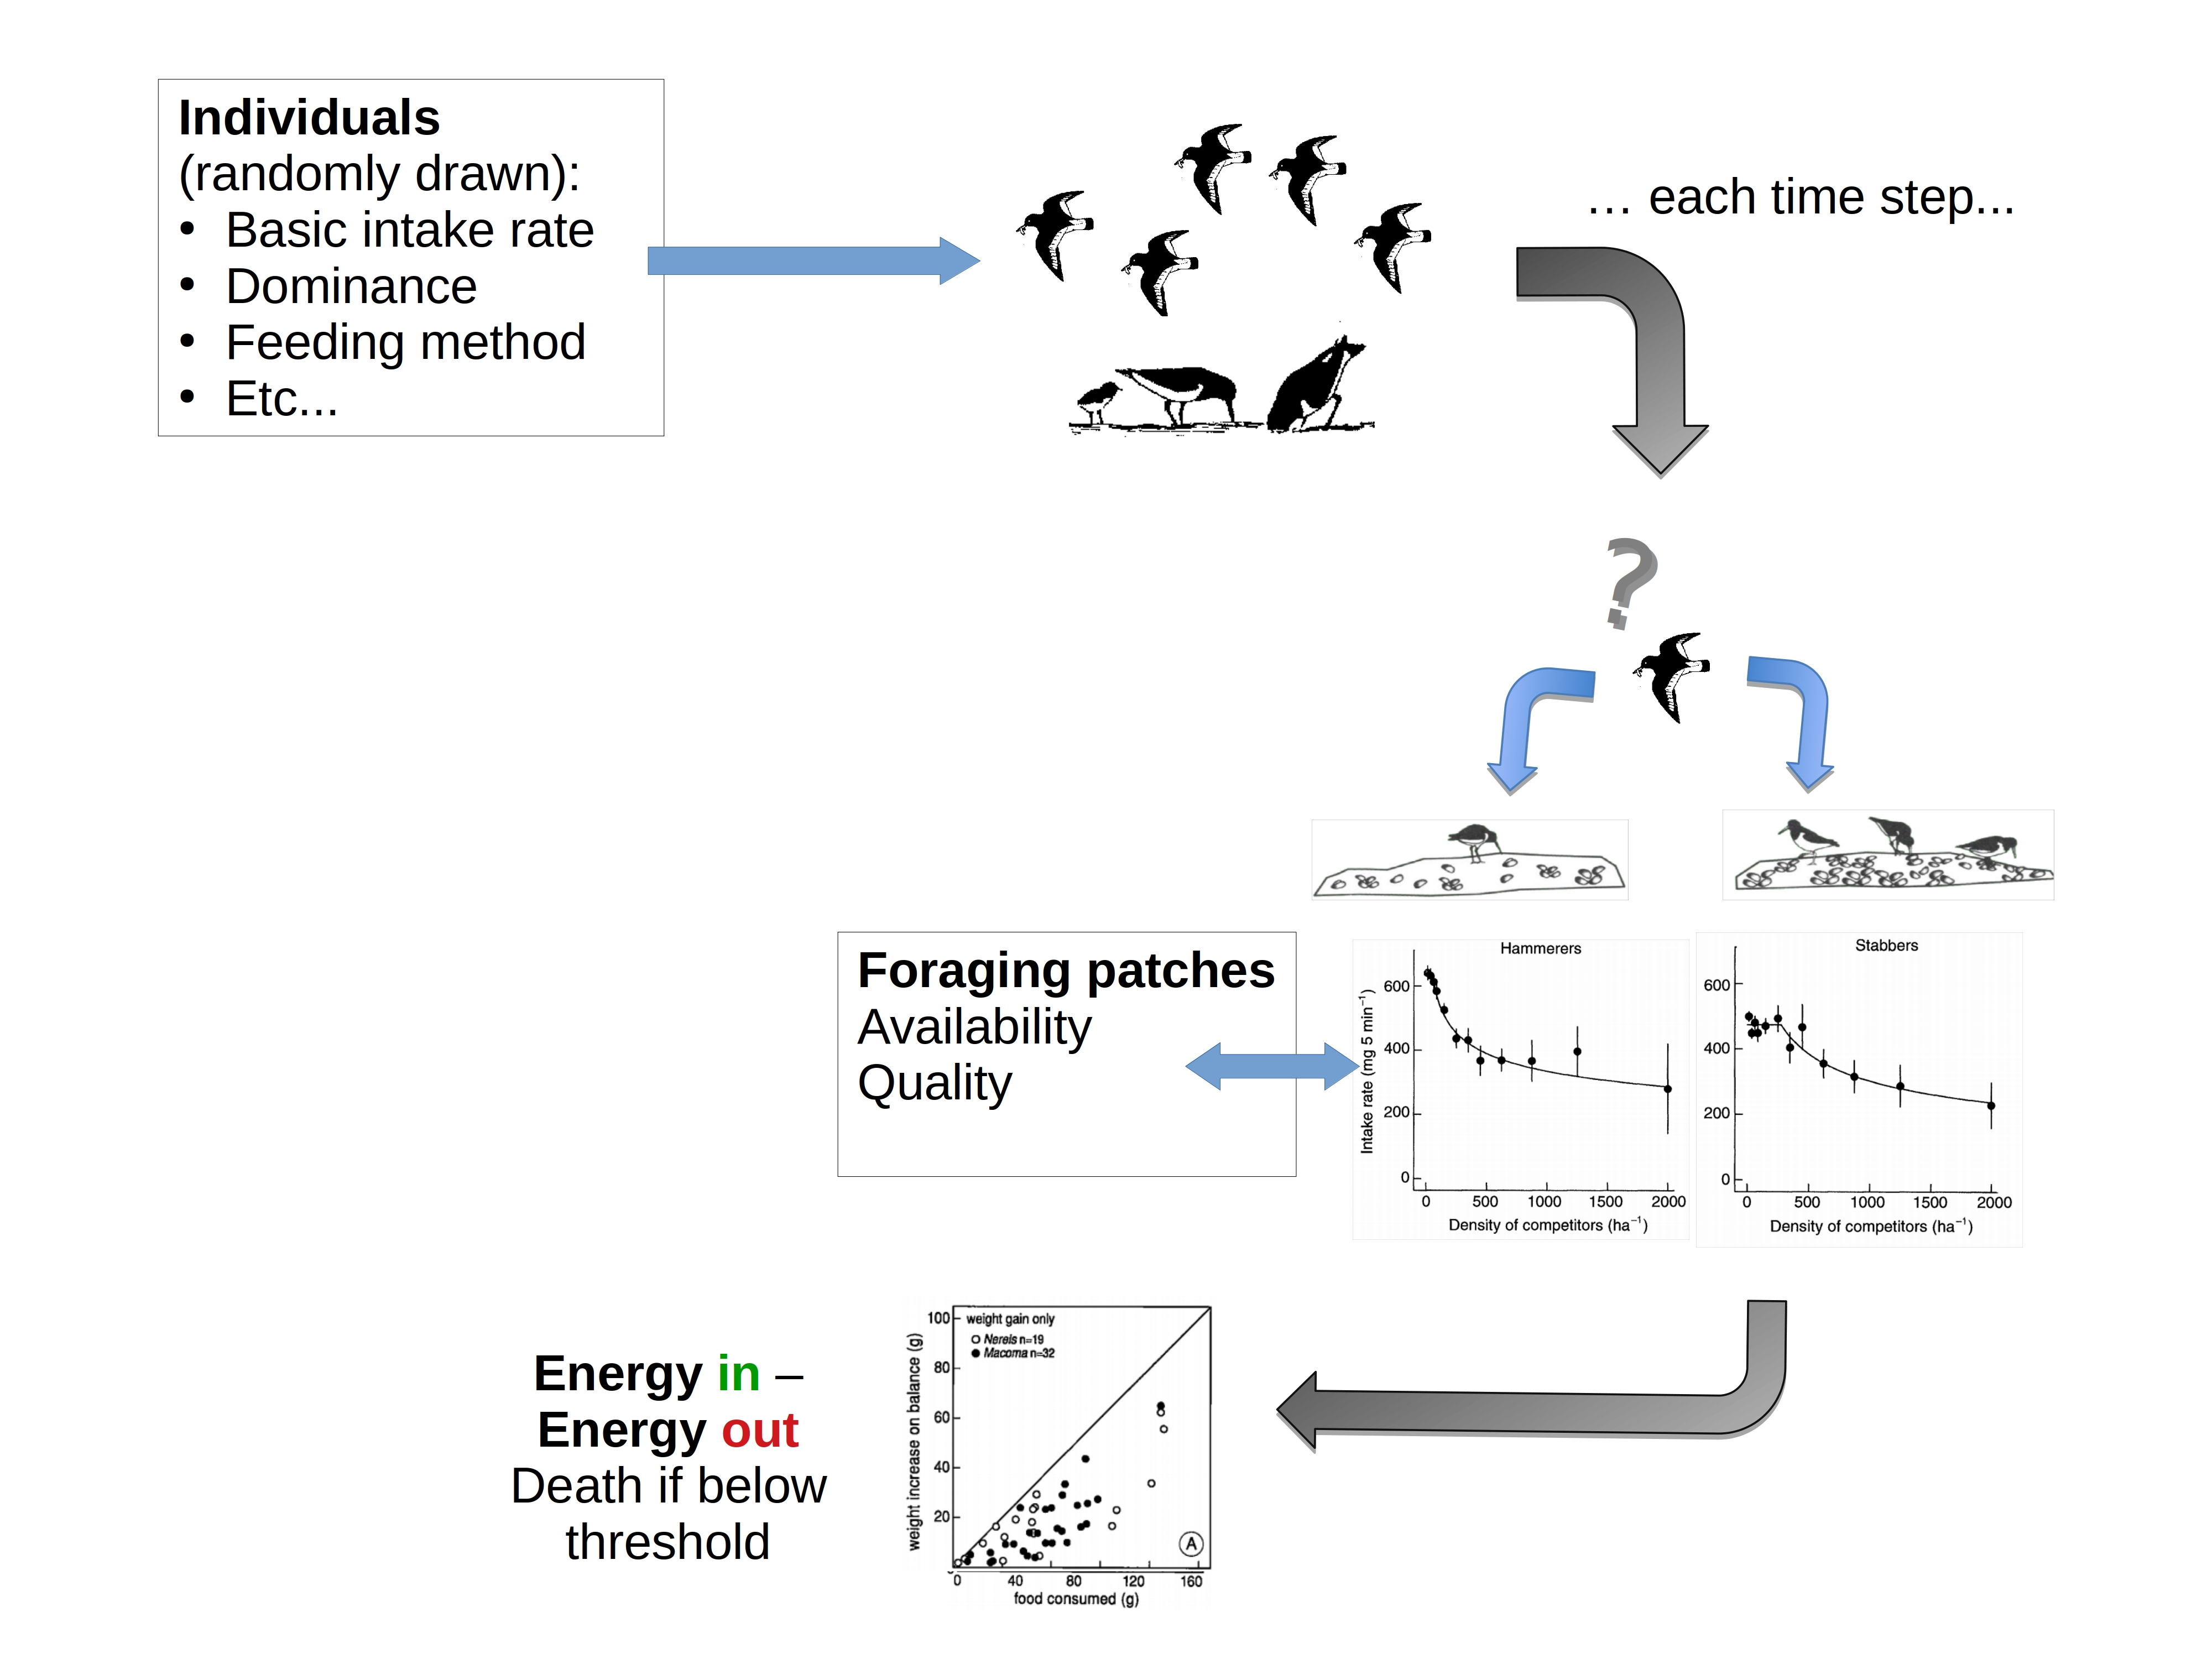 Individuals
(randomly drawn):
• Basic intake rate
• Dominance
• Feeding method
• Etc...
… each time step...
?
Foraging patches
Availability
Quality
Hammerers
Intake rate (mg 5 min⁻¹)
600
400
200
0
0 500 1000 1500 2000
Density of competitors (ha⁻¹)
Stabbers
600
400
200
0
0 500 1000 1500 2000
Density of competitors (ha⁻¹)
Energy in –
Energy out
Death if below
threshold
weight increase on balance (g)
100
80
60
40
20
weight gain only
Nereis n=19
Macoma n=32
A
0 40 80 120 160
food consumed (g)